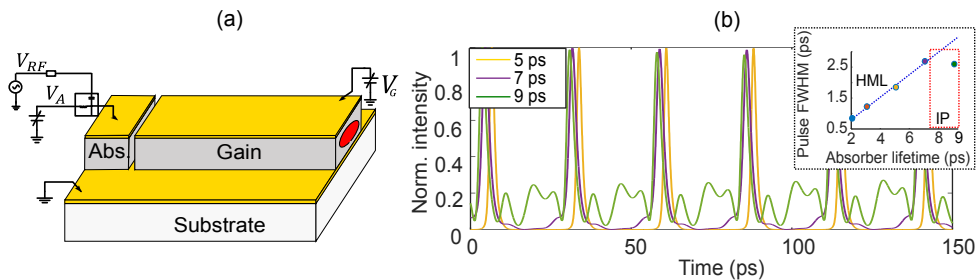 (a)
V_RF
V_A
V_G
Abs.
Gain
Substrate
(b)
Norm. intensity
1
0.8
0.6
0.4
0.2
0
0
50
100
150
Time (ps)
5 ps
7 ps
9 ps
Pulse FWHM (ps)
2.5
1.5
0.5
HML
IP
2 4 6 8 9
Absorber lifetime (ps)